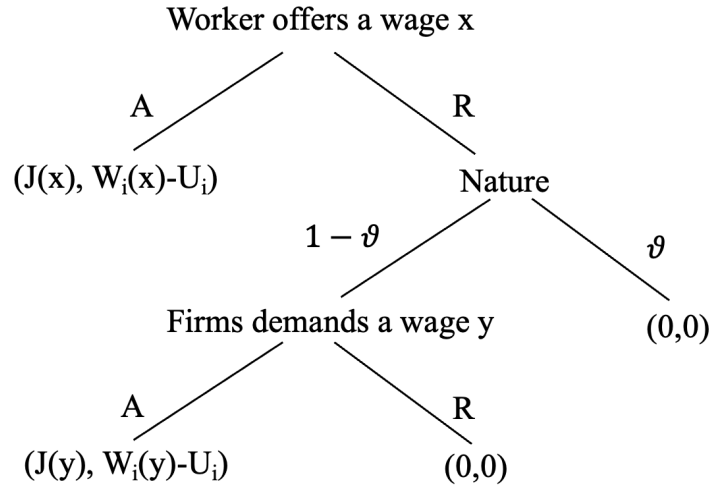 Worker offers a wage x
A
R
(J(x), Wi(x)-Ui)
Nature
1 − ϑ
ϑ
Firms demands a wage y
(0,0)
A
R
(J(y), Wi(y)-Ui)
(0,0)